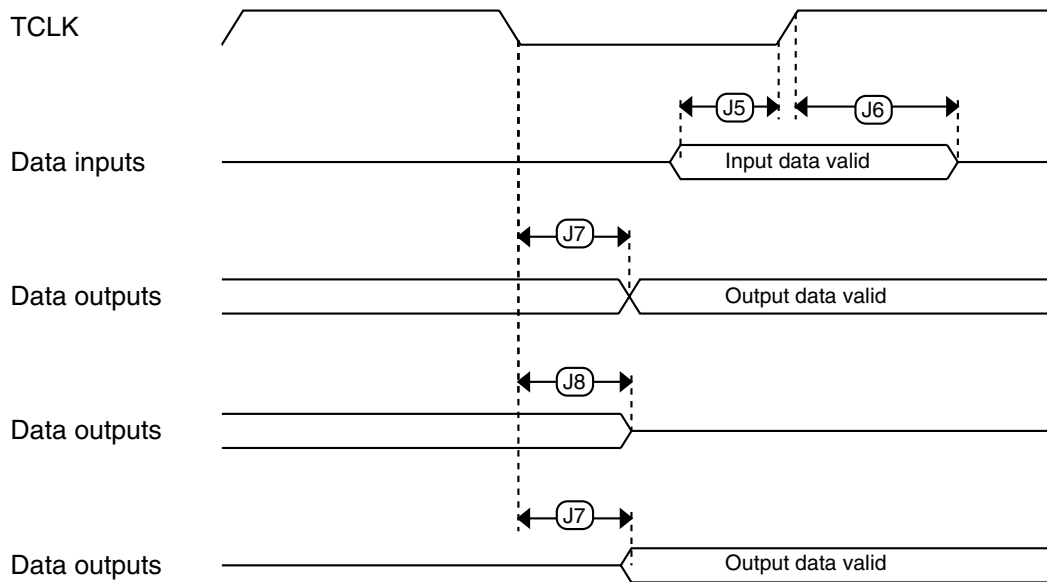 TCLK
J5
J6
Data inputs
Input data valid
J7
Data outputs
Output data valid
J8
Data outputs
J7
Data outputs
Output data valid